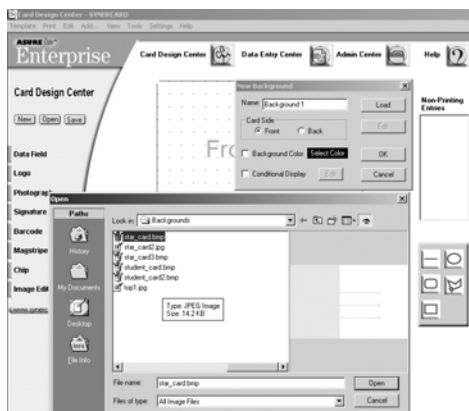 Card Design Center - SYNERCARD
Template Print Edit Add... View Tools Settings Help
ASURE ID
Enterprise
Card Design Center
Data Entry Center
Admin Center
Help
Card Design Center
New Open Save
Data Field
Logo
Photograph
Signature
Barcode
Magstripe
Chip
Image Edit
Fro
New Background
Name: Background 1
Load
Card Side
Front Back
Edit
Background Color Select Color
OK
Conditional Display Edit
Cancel
Non-Printing
Entries
Open
Paths
History
My Documents
Desktop
File Info
Look in: Backgrounds
star_card.bmp
star_card2.jpg
star_card3.bmp
student_card.bmp
student_card2.bmp
top1.jpg
Type: JPEG Image
Size: 14.2 KB
File name: star_card.bmp
Open
Files of type: All Image Files
Cancel